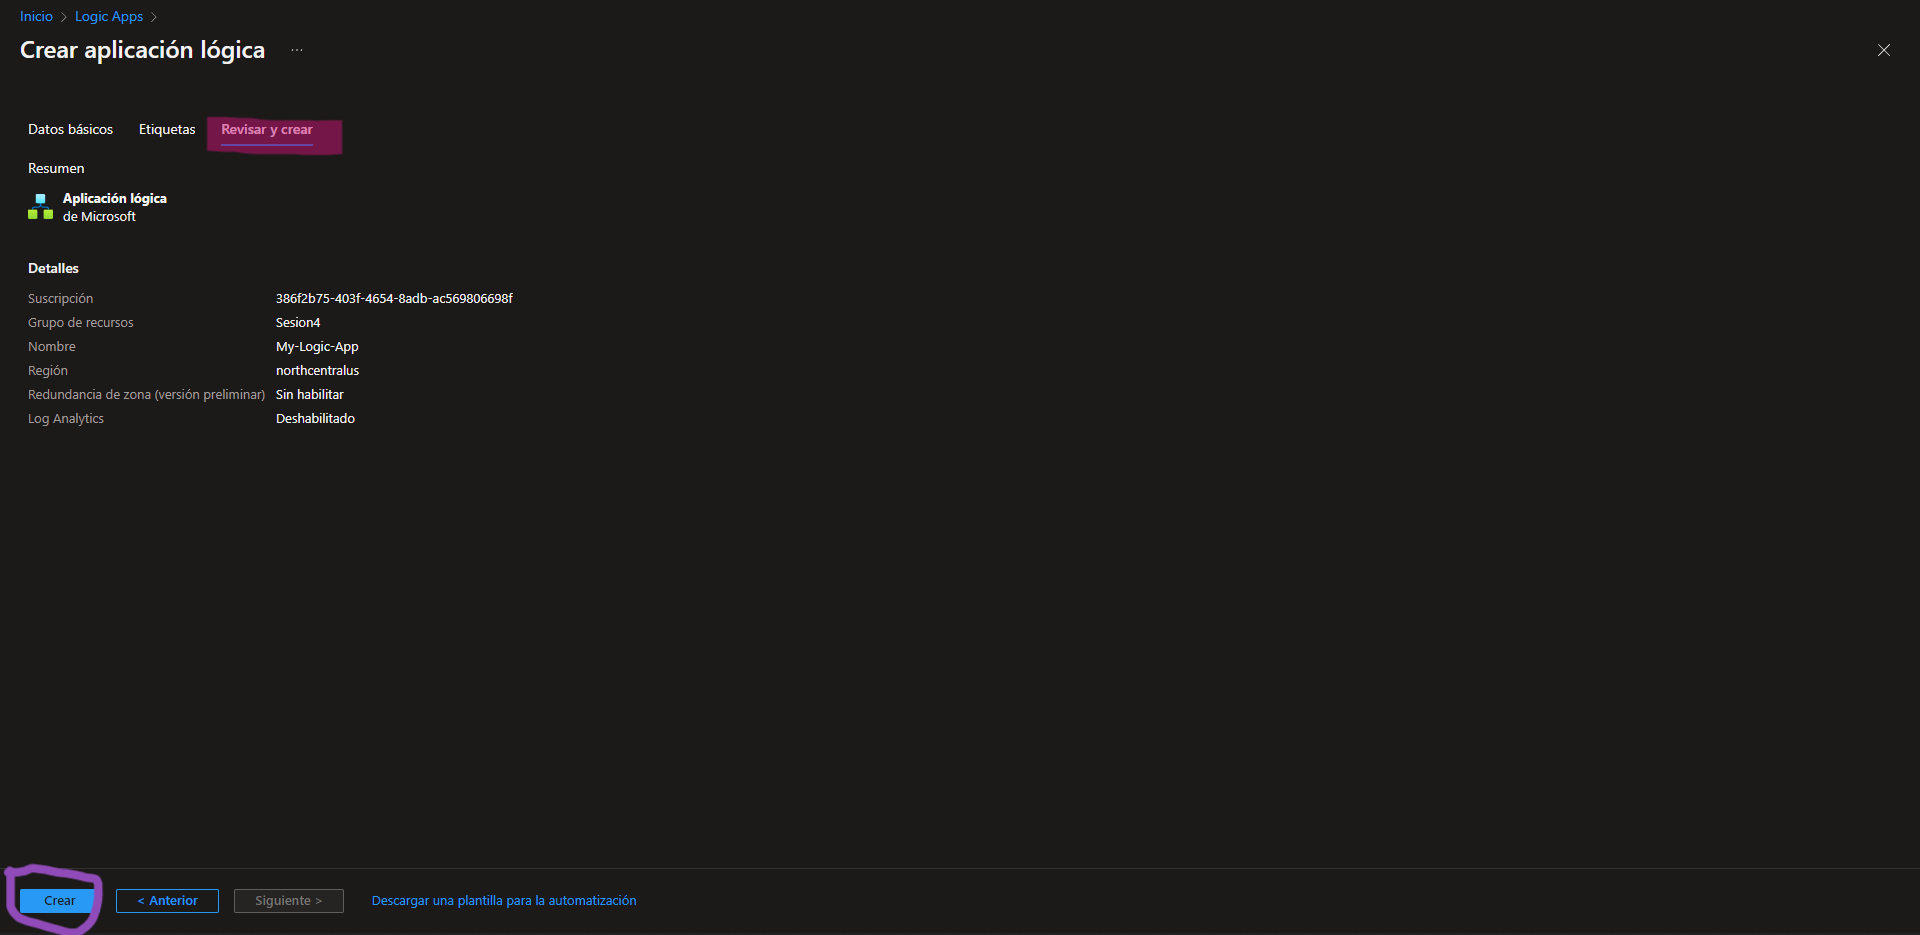 Inicio > Logic Apps >
Crear aplicación lógica ...
Datos básicos Etiquetas Revisar y crear
Resumen
Aplicación lógica
de Microsoft
Detalles
Suscripción 386f2b75-403f-4654-8adb-ac569806698f
Grupo de recursos Sesion4
Nombre My-Logic-App
Región northcentralus
Redundancia de zona (versión preliminar) Sin habilitar
Log Analytics Deshabilitado
Crear < Anterior Siguiente > Descargar una plantilla para la automatización